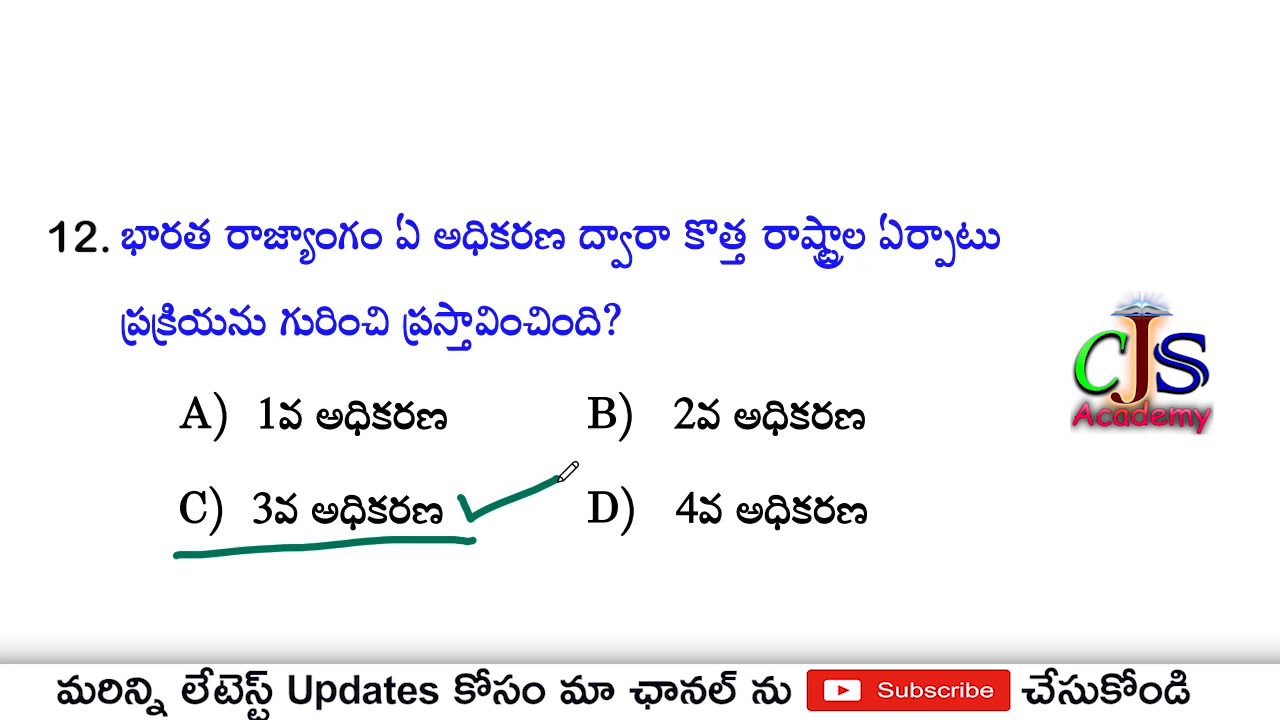 12. భారత రాజ్యాంగం ఏ అధికరణ ద్వారా కొత్త రాష్ట్రాల ఏర్పాటు
ప్రక్రియను గురించి ప్రస్తావించింది?
A) 1వ అధికరణ B) 2వ అధికరణ
C) 3వ అధికరణ D) 4వ అధికరణ
CJS
Academy
మరిన్ని లేటెస్ట్ Updates కోసం మా ఛానల్ ను Subscribe చేసుకోండి